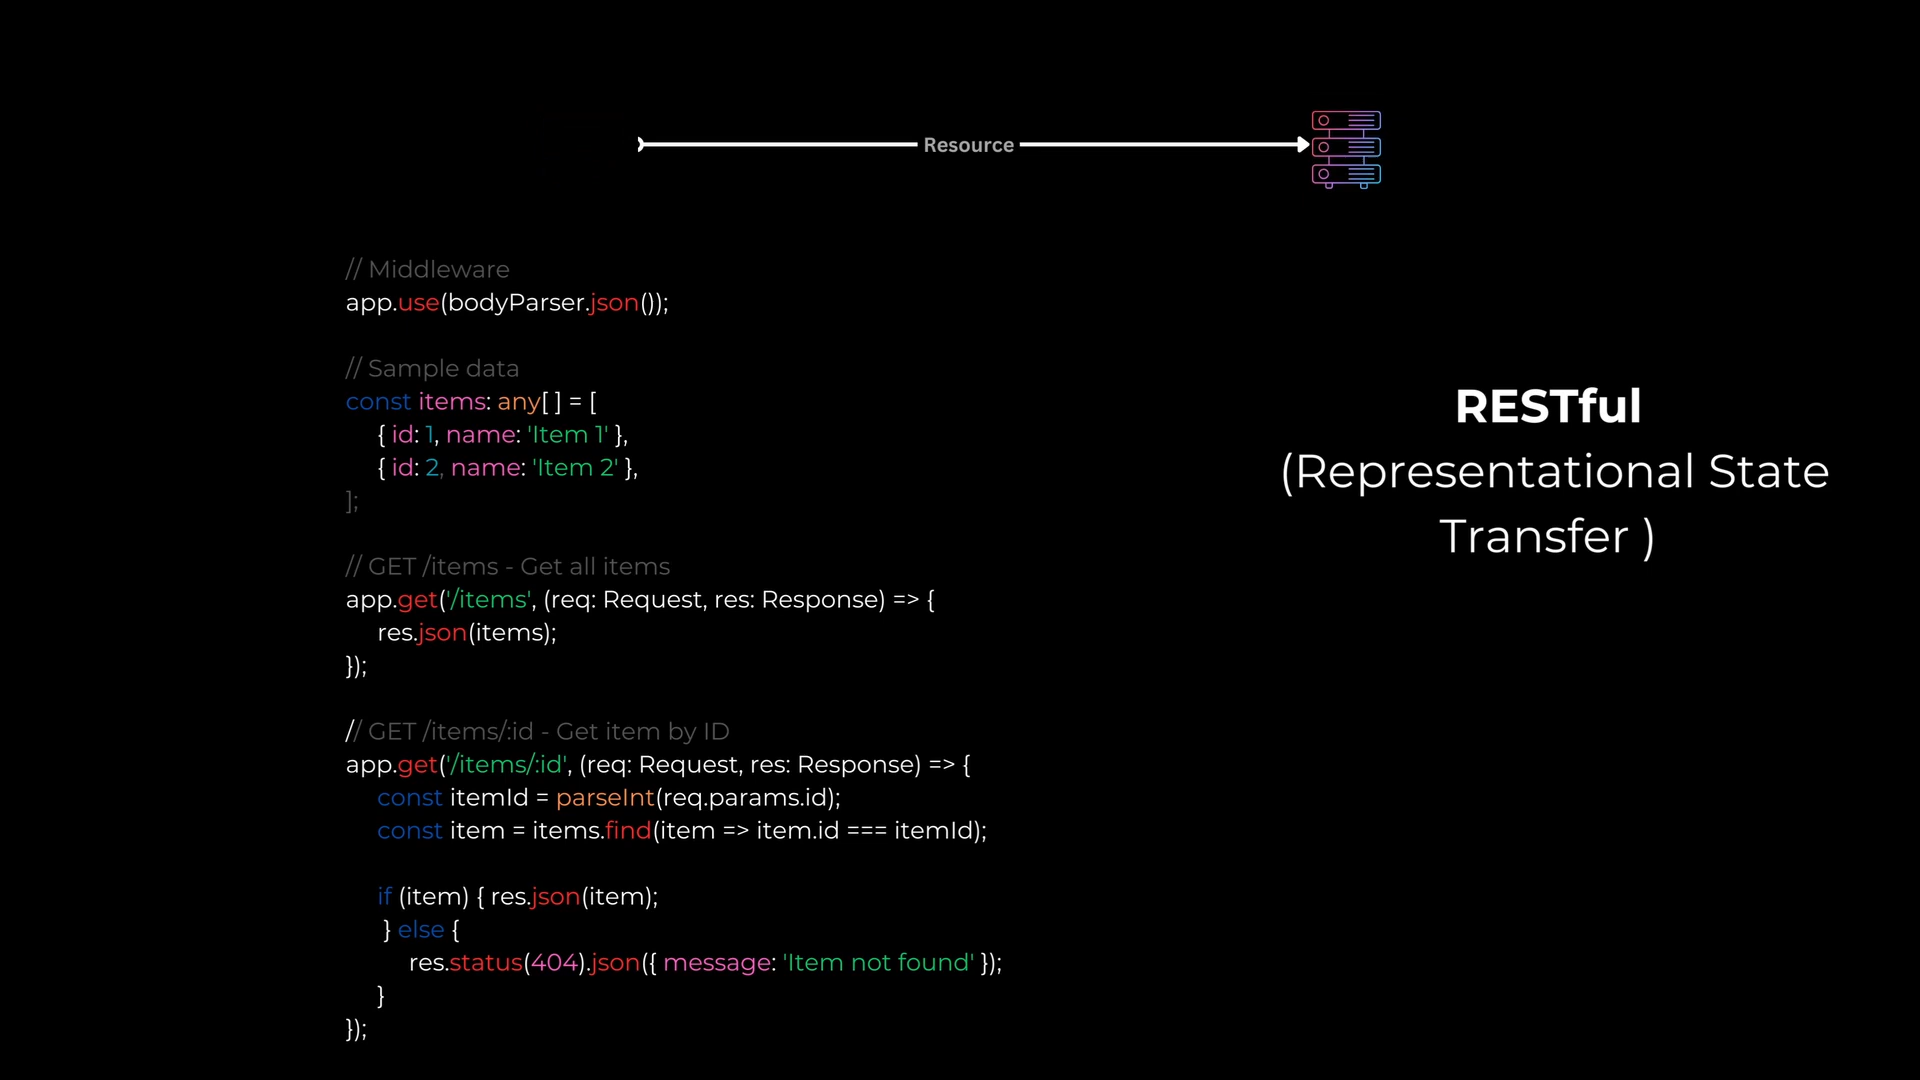 Resource
// Middleware
app.use(bodyParser.json());
// Sample data
const items: any[ ] = [
{ id: 1, name: 'Item 1' },
{ id: 2, name: 'Item 2' },
];
// GET /items - Get all items
app.get('/items', (req: Request, res: Response) => {
res.json(items);
});
// GET /items/:id - Get item by ID
app.get('/items/:id', (req: Request, res: Response) => {
const itemId = parseInt(req.params.id);
const item = items.find(item => item.id === itemId);
if (item) { res.json(item);
} else {
res.status(404).json({ message: 'Item not found' });
}
});
RESTful
(Representational State
Transfer )